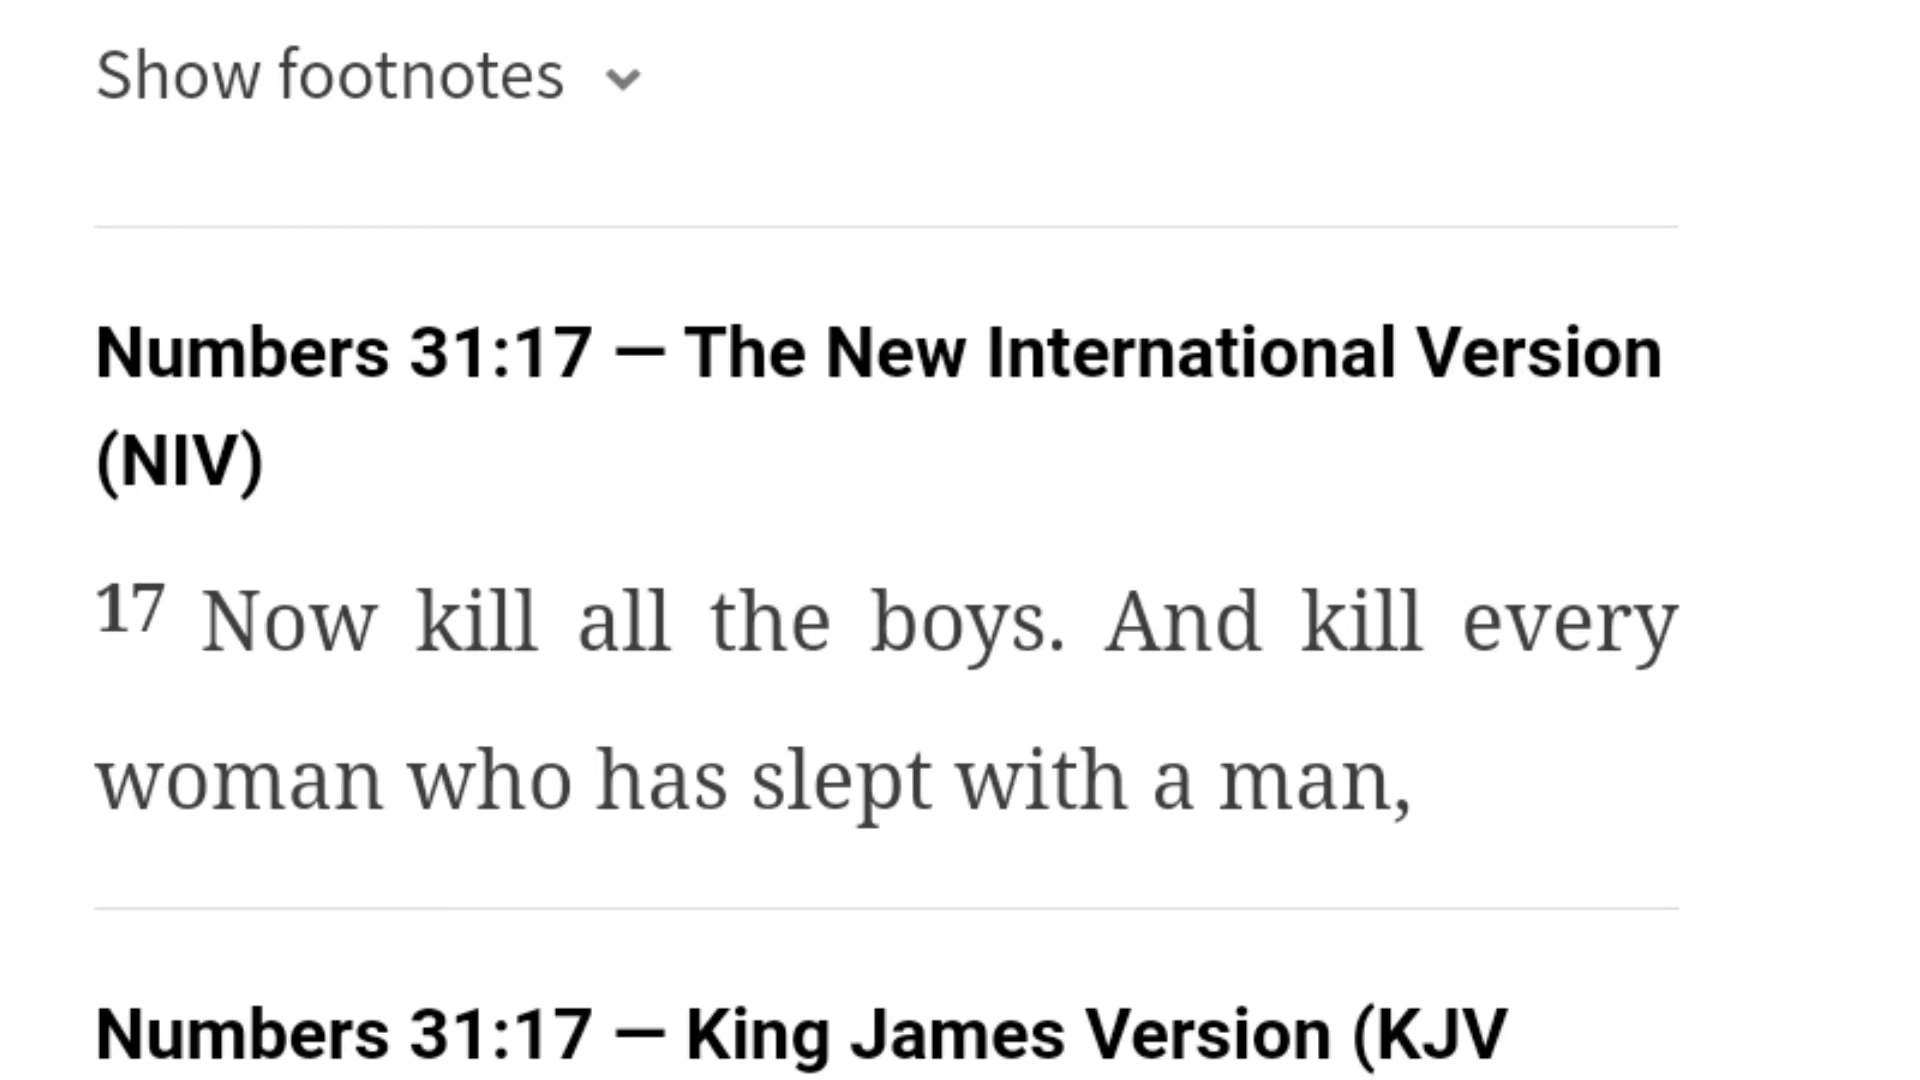 Show footnotes
Numbers 31:17 — The New International Version
(NIV)
17 Now kill all the boys. And kill every
woman who has slept with a man,
Numbers 31:17 — King James Version (KJV